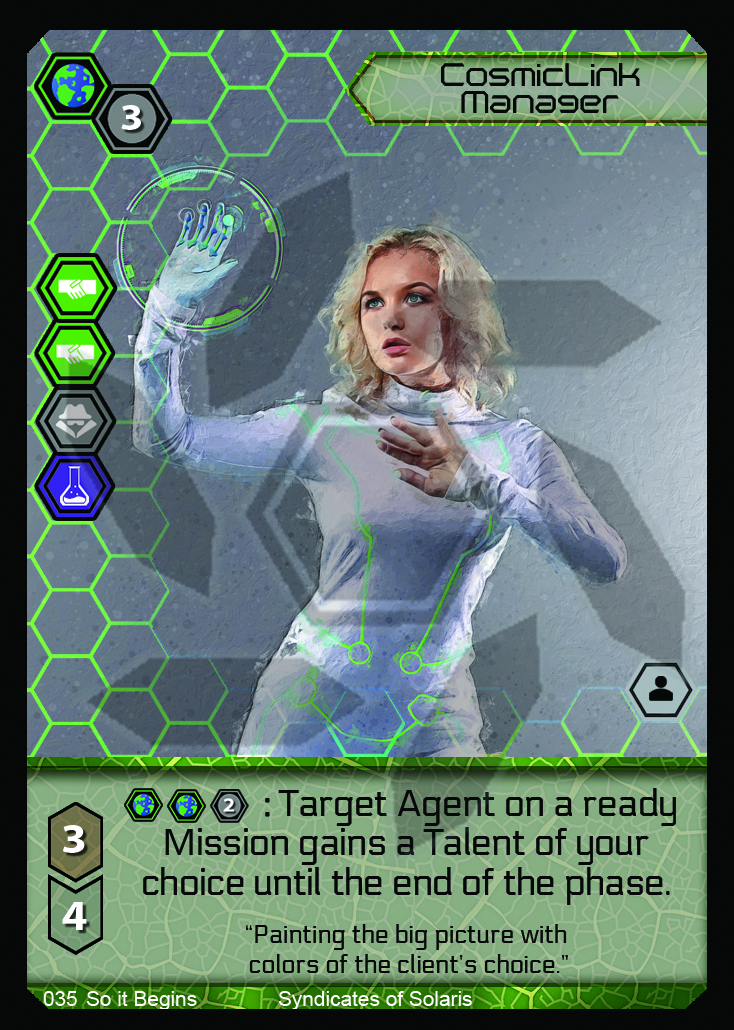 CosmicLink
Manager
3
3
4
2 : Target Agent on a ready
Mission gains a Talent of your
choice until the end of the phase.
“Painting the big picture with
colors of the client's choice.”
035 So it Begins Syndicates of Solaris